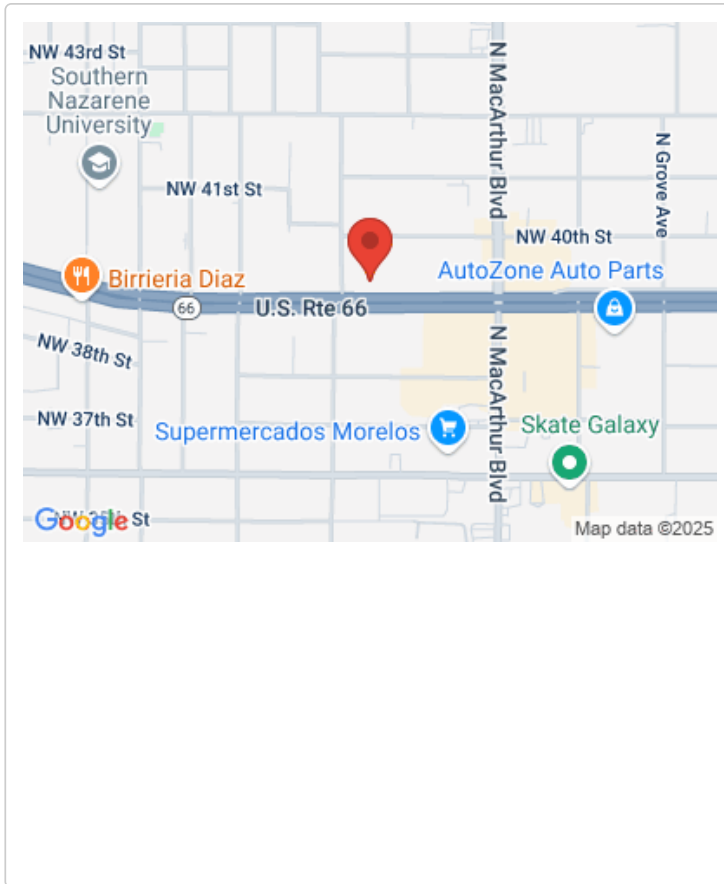 NW 43rd St
Southern
Nazarene
University
N MacArthur Blvd
N Grove Ave
NW 41st St
NW 40th St
Birrieria Diaz
AutoZone Auto Parts
66
U.S. Rte 66
NW 38th St
N MacArthur Blvd
NW 37th St
Supermercados Morelos
Skate Galaxy
Google
St
Map data ©2025